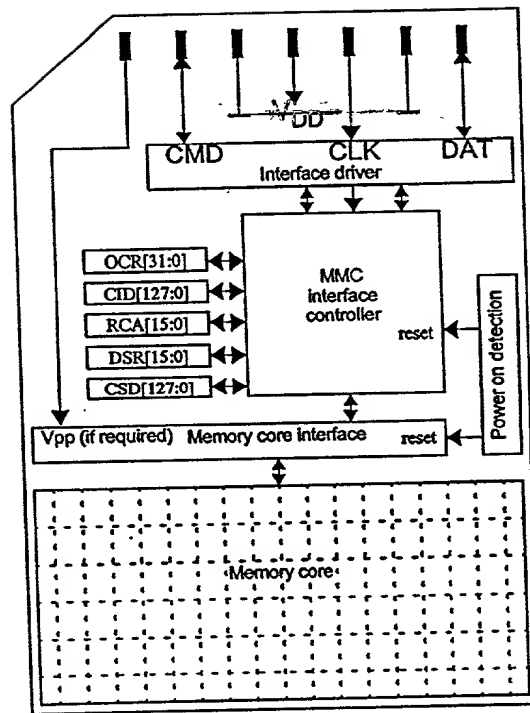 DD
CMD CLK DAT
Interface driver
OCR[31:0]
CID[127:0]
RCA[15:0]
DSR[15:0]
CSD[127:0]
MMC
interface
controller
reset
Power on detection
Vpp (if required) Memory core interface reset
Memory core